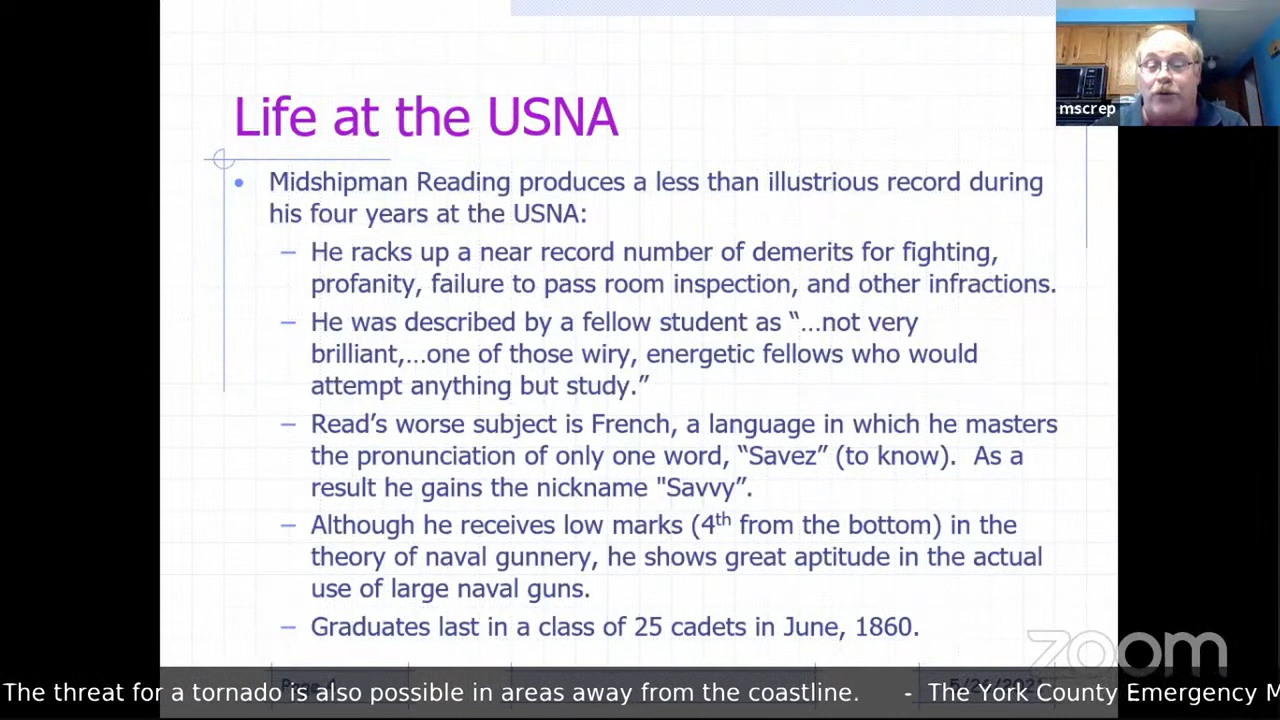 Life at the USNA
mscrep
• Midshipman Reading produces a less than illustrious record during
his four years at the USNA:
– He racks up a near record number of demerits for fighting,
profanity, failure to pass room inspection, and other infractions.
– He was described by a fellow student as “…not very
brilliant,…one of those wiry, energetic fellows who would
attempt anything but study.”
– Read’s worse subject is French, a language in which he masters
the pronunciation of only one word, “Savez” (to know).  As a
result he gains the nickname "Savvy”.
– Although he receives low marks (4th from the bottom) in the
theory of naval gunnery, he shows great aptitude in the actual
use of large naval guns.
– Graduates last in a class of 25 cadets in June, 1860.
zoom
The threat for a tornado is also possible in areas away from the coastline. - The York County Emergency M